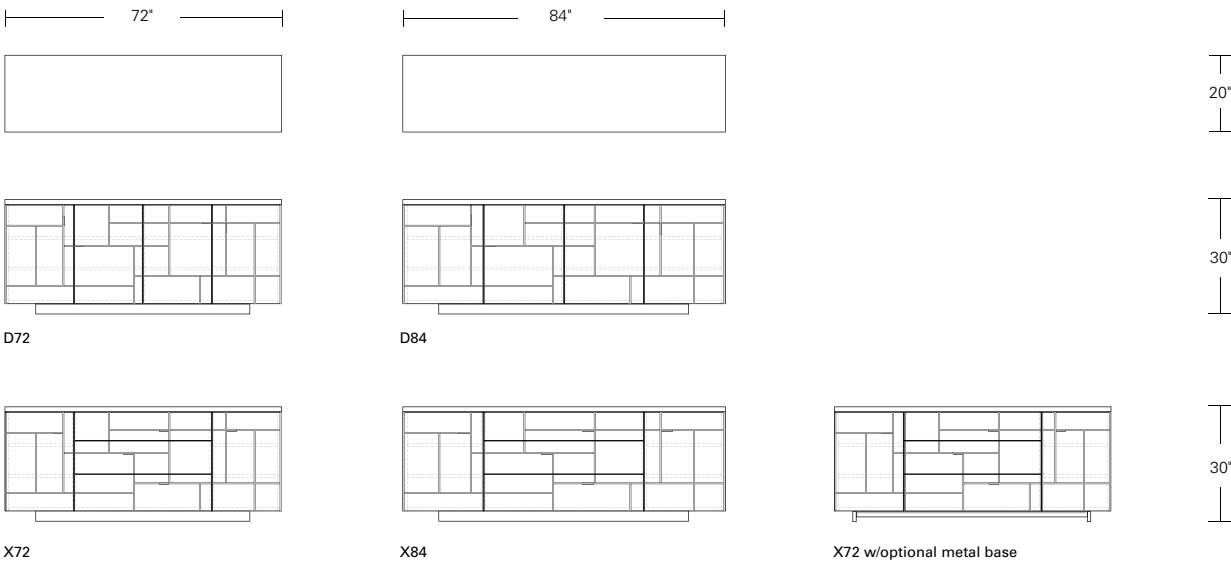 72"
84"
20"
30"
D72
D84
30"
X72
X84
X72 w/optional metal base